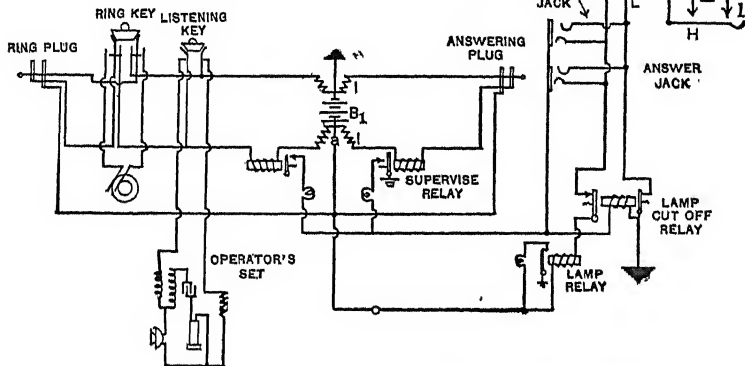 JACK
L
RING KEY
LISTENING
KEY
RING PLUG
ANSWERING
PLUG
H
ANSWER
JACK
B1
SUPERVISE
RELAY
LAMP
CUT OFF
RELAY
OPERATOR'S
SET
LAMP
RELAY